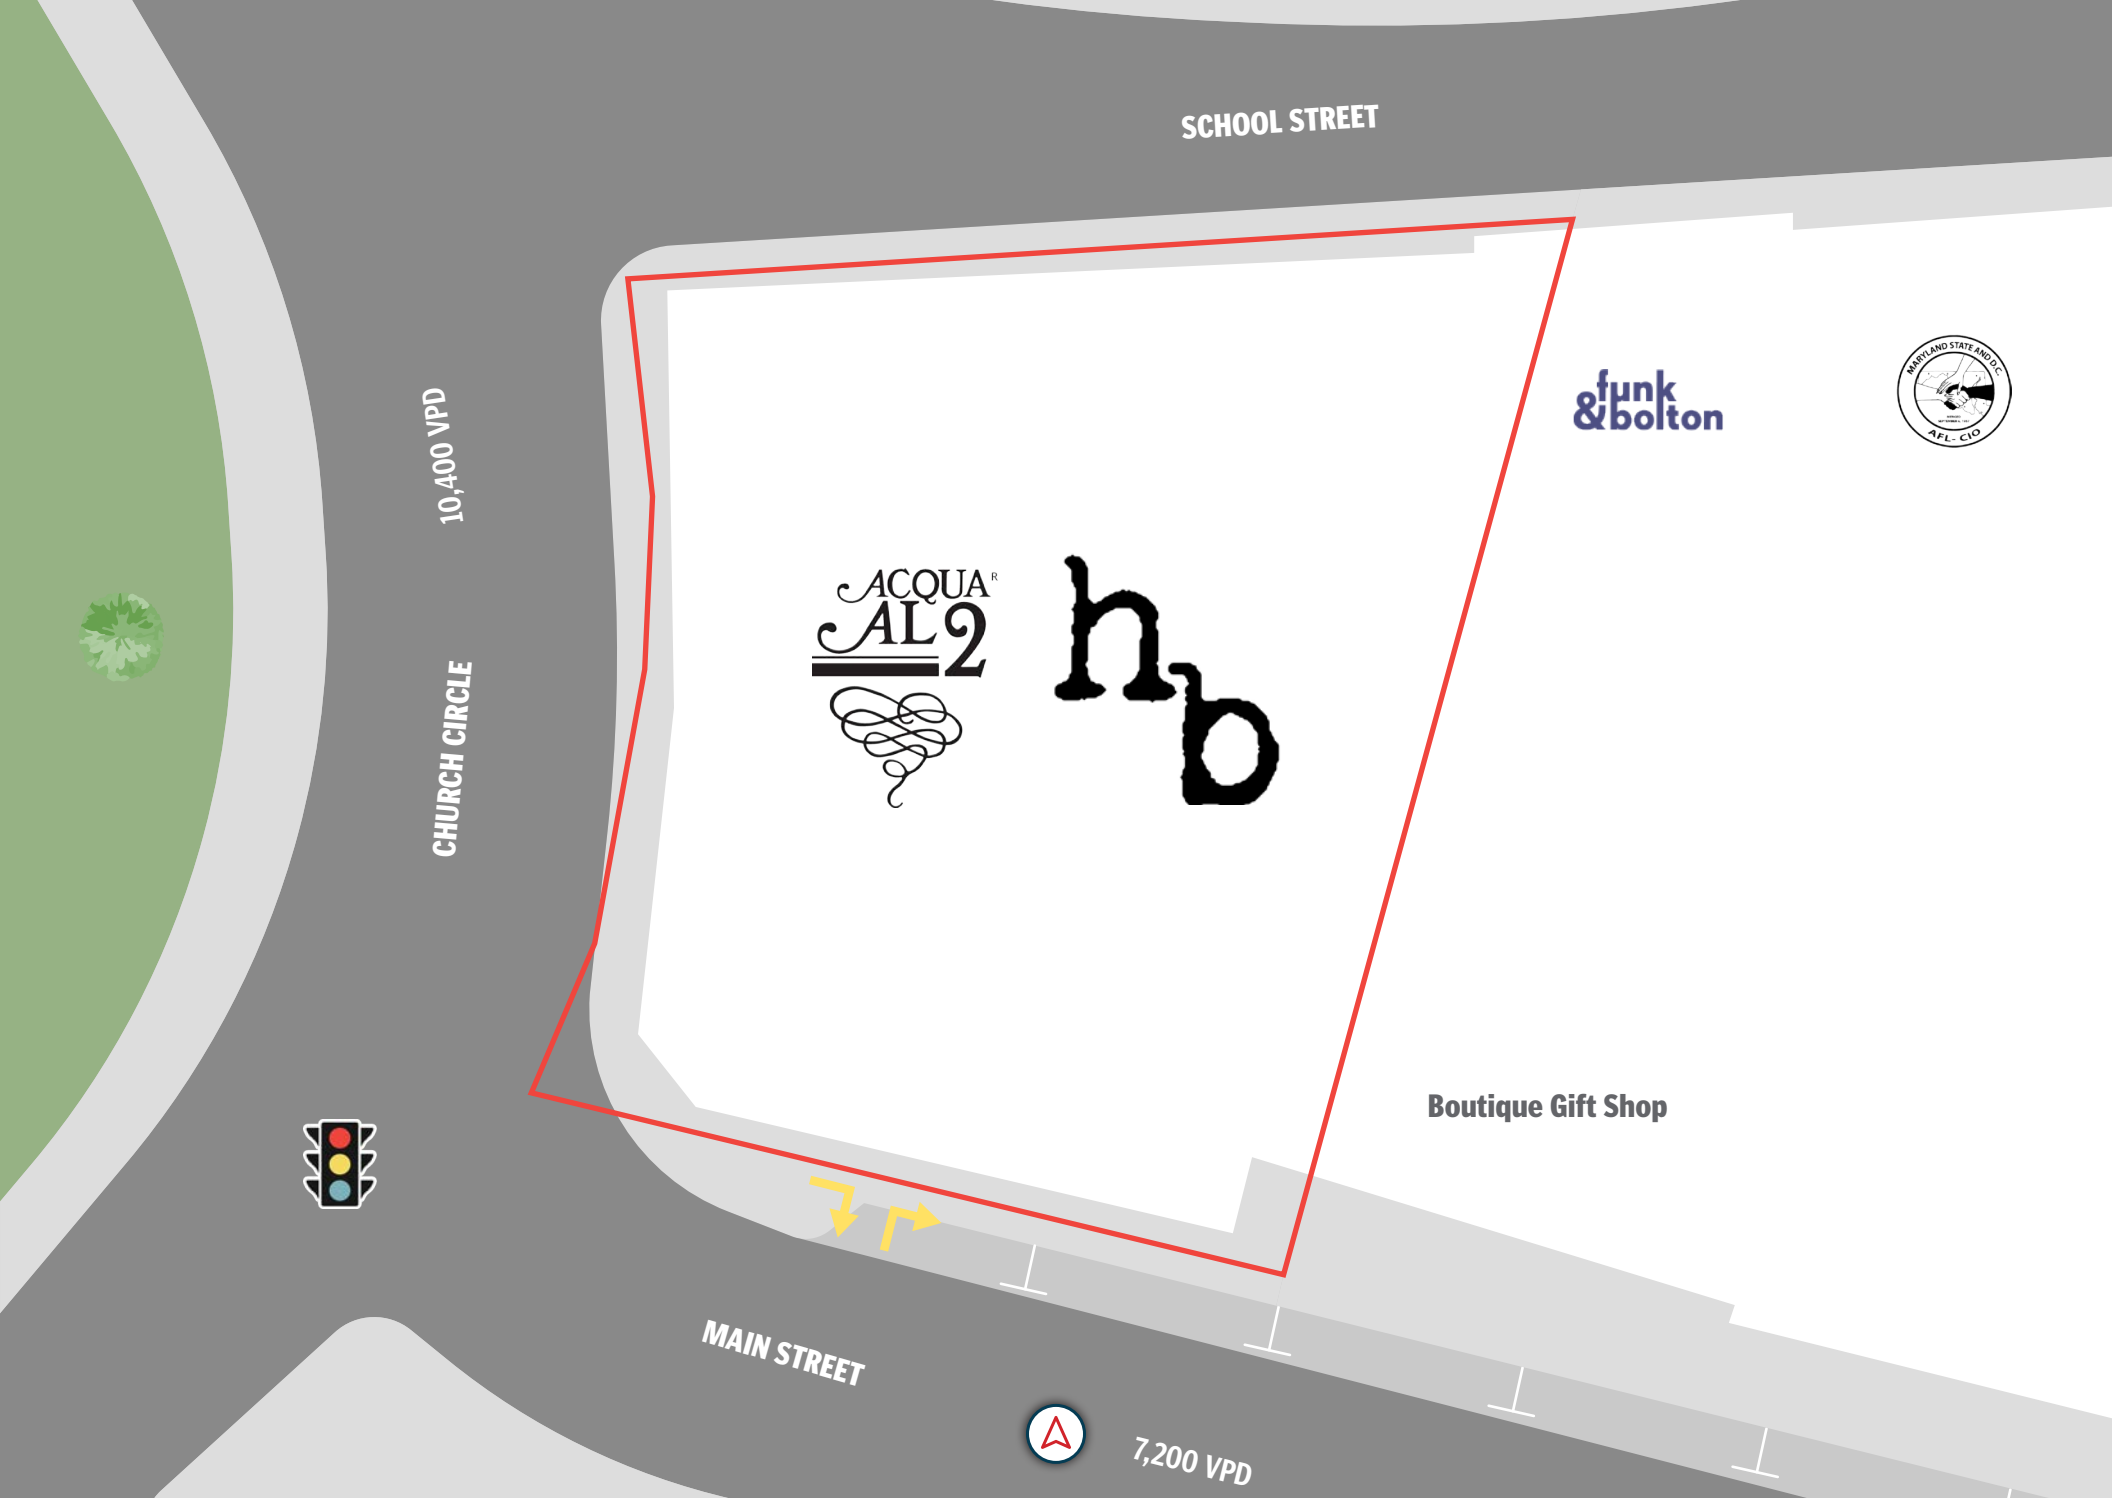 SCHOOL STREET
10,400 VPD
CHURCH CIRCLE
ACQUA®
AL 2
h
b
funk
&bolton
MARYLAND STATE AND D.C.
AFL-CIO
Boutique Gift Shop
MAIN STREET
7,200 VPD